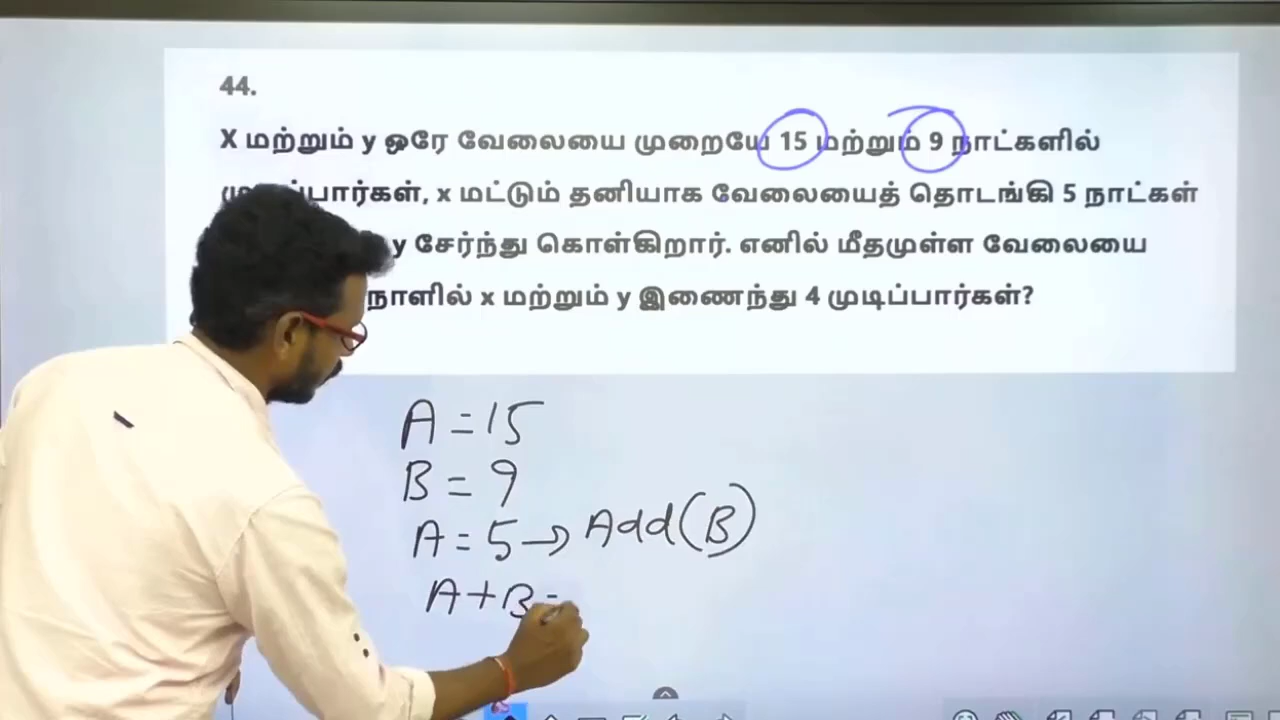 44.
X மற்றும் y ஒரே வேலையை முறையே 15 மற்றும் 9 நாட்களில்
x மட்டும் தனியாக வேலையைத் தொடங்கி 5 நாட்கள்
y சேர்ந்து கொள்கிறார். எனில் மீதமுள்ள வேலையை
நாளில் x மற்றும் y இணைந்து 4 முடிப்பார்கள்?
A = 15
B = 9
A = 5 → Add (B)
A + B =